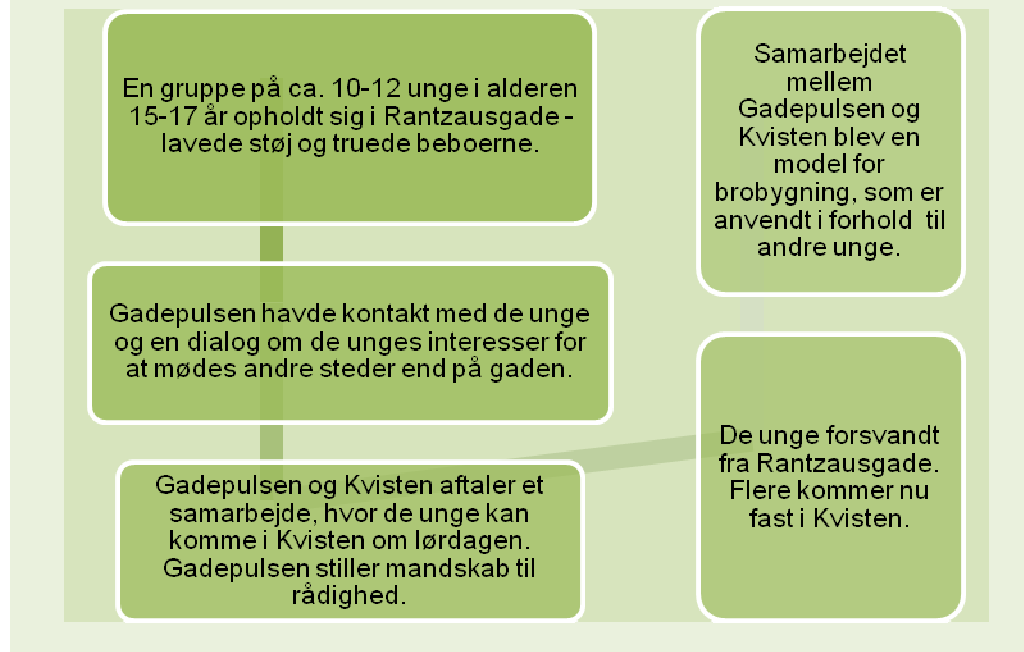 En gruppe på ca. 10-12 unge i alderen
15-17 år opholdt sig i Rantzausgade -
lavede støj og truede beboerne.
Gadepulsen havde kontakt med de unge
og en dialog om de unges interesser for
at mødes andre steder end på gaden.
Gadepulsen og Kvisten aftaler et
samarbejde, hvor de unge kan
komme i Kvisten om lørdagen.
Gadepulsen stiller mandskab til
rådighed.
De unge forsvandt
fra Rantzausgade.
Flere kommer nu
fast i Kvisten.
Samarbejdet
mellem
Gadepulsen og
Kvisten blev en
model for
brobygning, som er
anvendt i forhold til
andre unge.